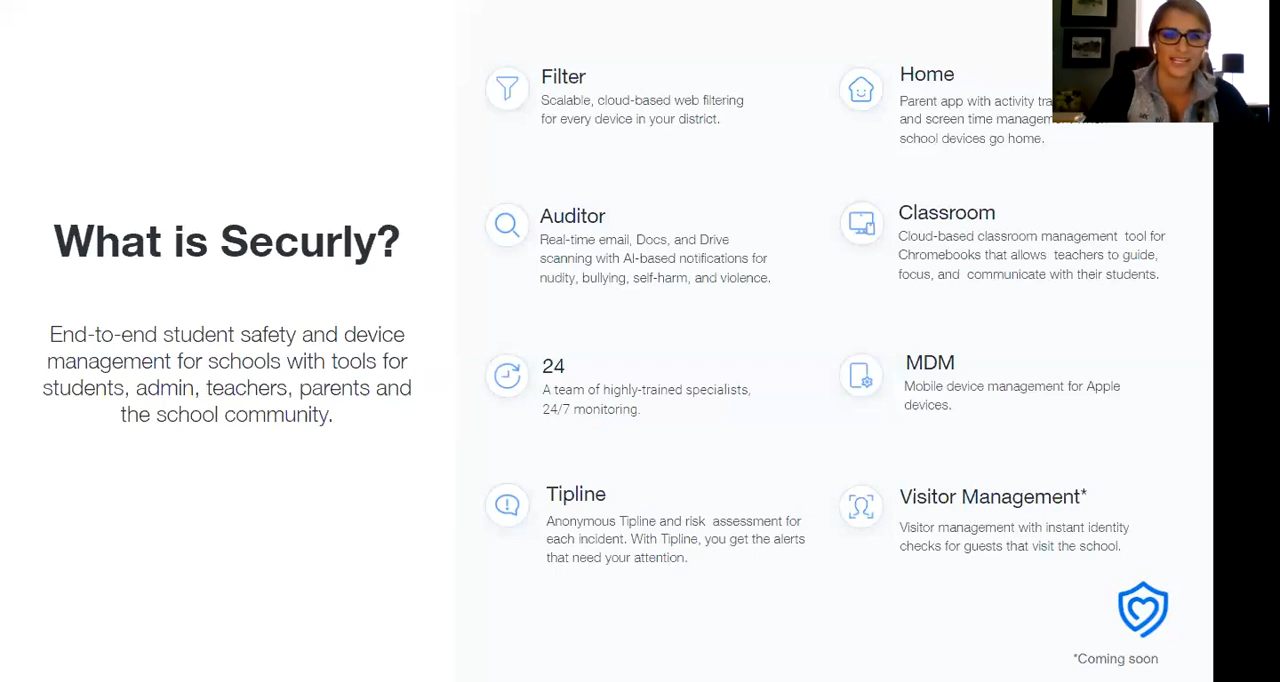 What is Securly?
End-to-end student safety and device
management for schools with tools for
students, admin, teachers, parents and
the school community.
Filter
Scalable, cloud-based web filtering
for every device in your district.
Auditor
Real-time email, Docs, and Drive
scanning with AI-based notifications for
nudity, bullying, self-harm, and violence.
24
A team of highly-trained specialists,
24/7 monitoring.
Tipline
Anonymous Tipline and risk assessment for
each incident. With Tipline, you get the alerts
that need your attention.
Home
Parent app with activity
and screen time
school devices go home.
Classroom
Cloud-based classroom management tool for
Chromebooks that allows teachers to guide,
focus, and communicate with their students.
MDM
Mobile device management for Apple
devices.
Visitor Management*
Visitor management with instant identity
checks for guests that visit the school.
*Coming soon